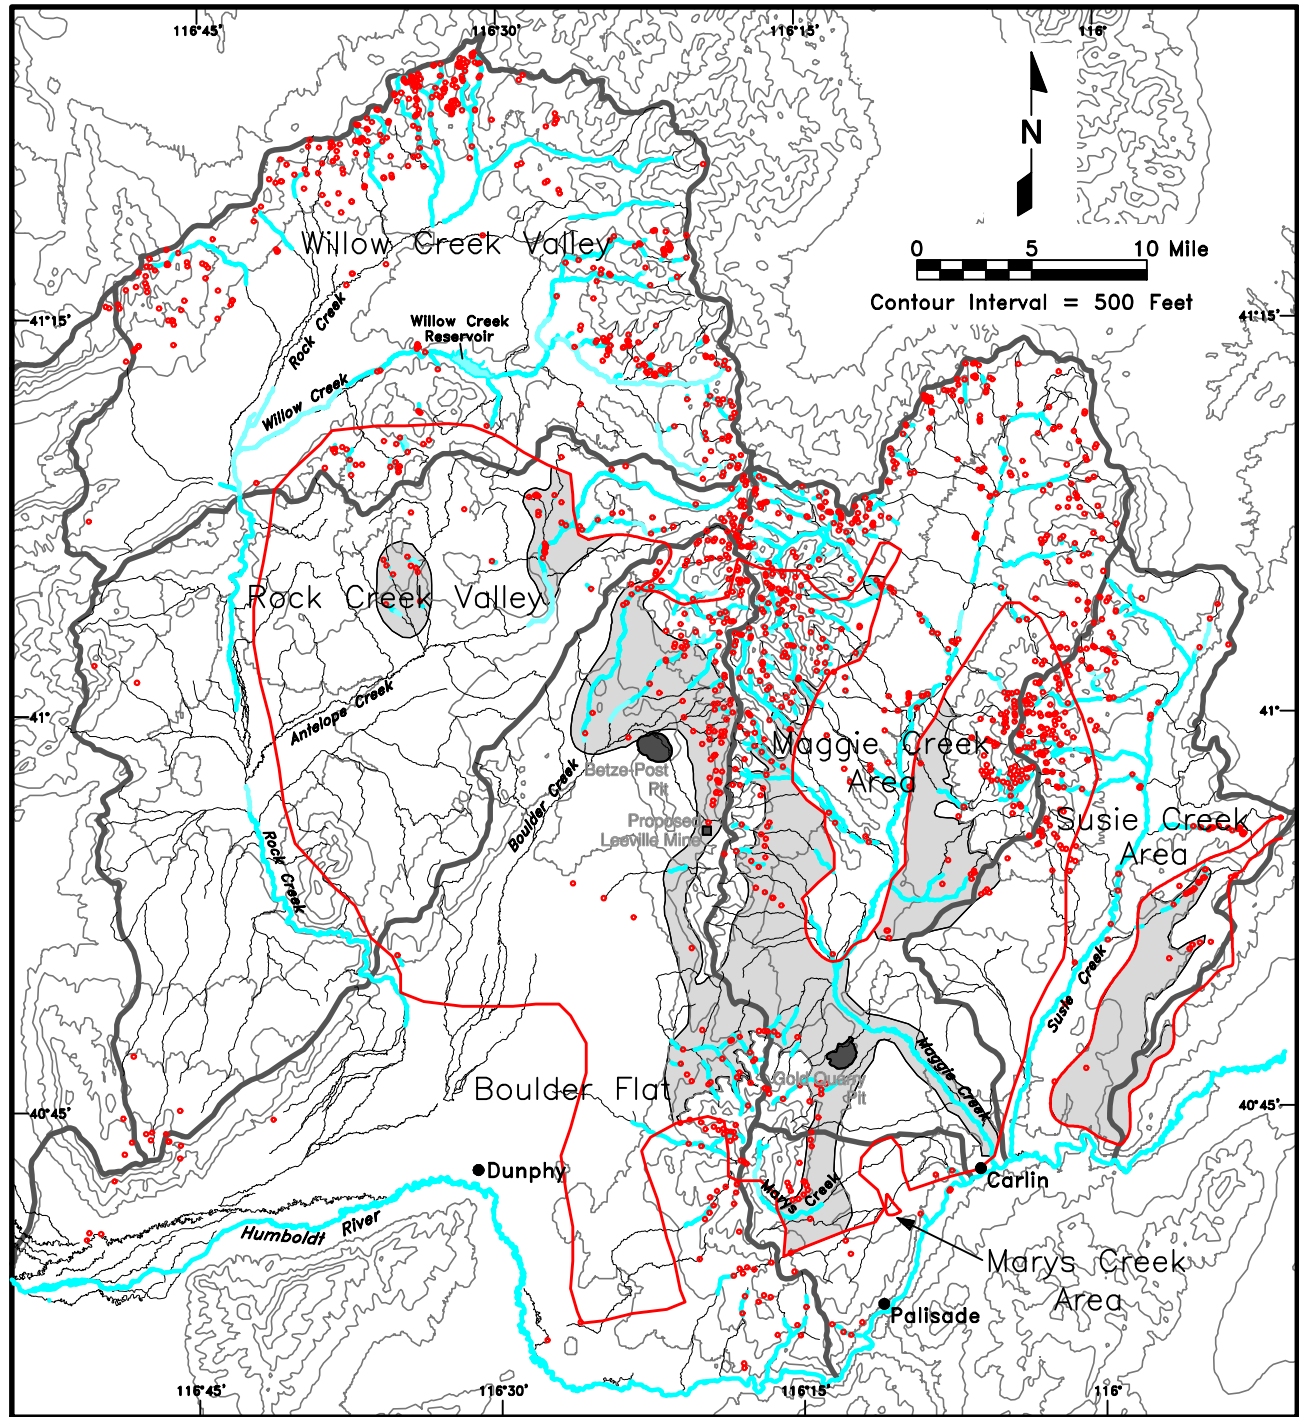 116°45'
116°30'
116°15'
116°
N
0 5 10 Mile
Contour Interval = 500 Feet
Willow Creek Valley
41°15'
41°15'
Rock Creek
Willow Creek
Reservoir
Willow Creek
Rock Creek Valley
Antelope Creek
41°
41°
Maggie Creek
Area
Betze-Post
Pit
Boulder Creek
Proposed
Leeville Mine
Susie Creek
Area
Rock Creek
Susie Creek
Maggie Creek
Gold Quarry
Pit
Boulder Flat
40°45'
40°45'
Dunphy
Carlin
Marys Creek
Humboldt River
Marys Creek
Area
Palisade
116°45'
116°30'
116°15'
116°